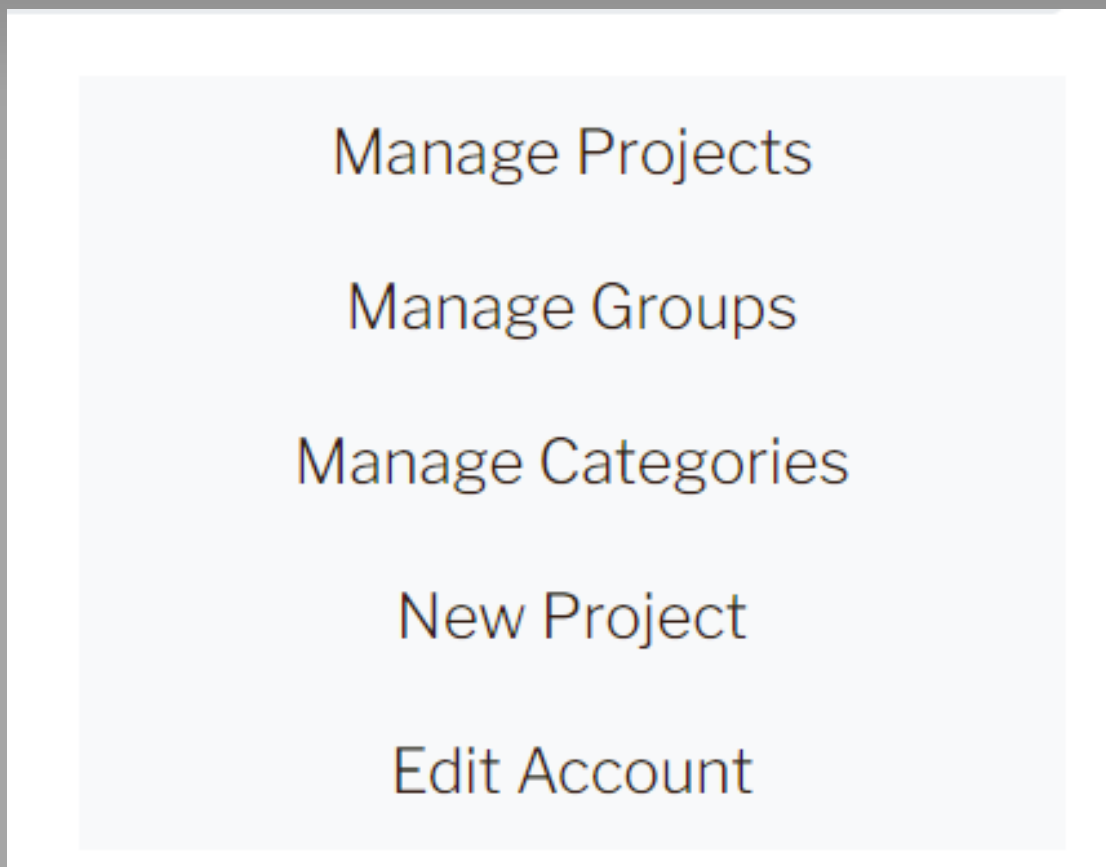 Manage Projects
Manage Groups
Manage Categories
New Project
Edit Account